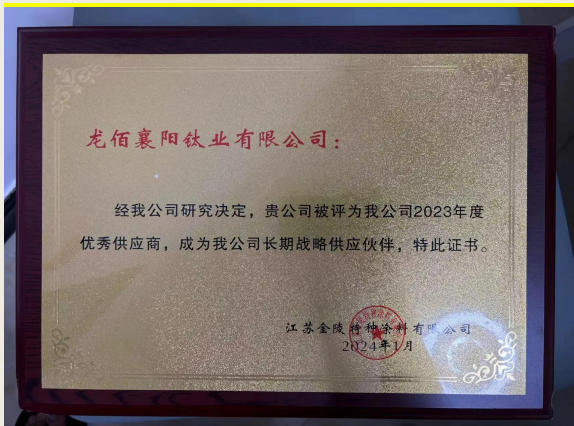 龙佰襄阳钛业有限公司：
经我公司研究决定，贵公司被评为我公司2023年度
优秀供应商，成为我公司长期战略供应伙伴，特此证书。
江苏金陵特种涂料有限公司
2024年1月